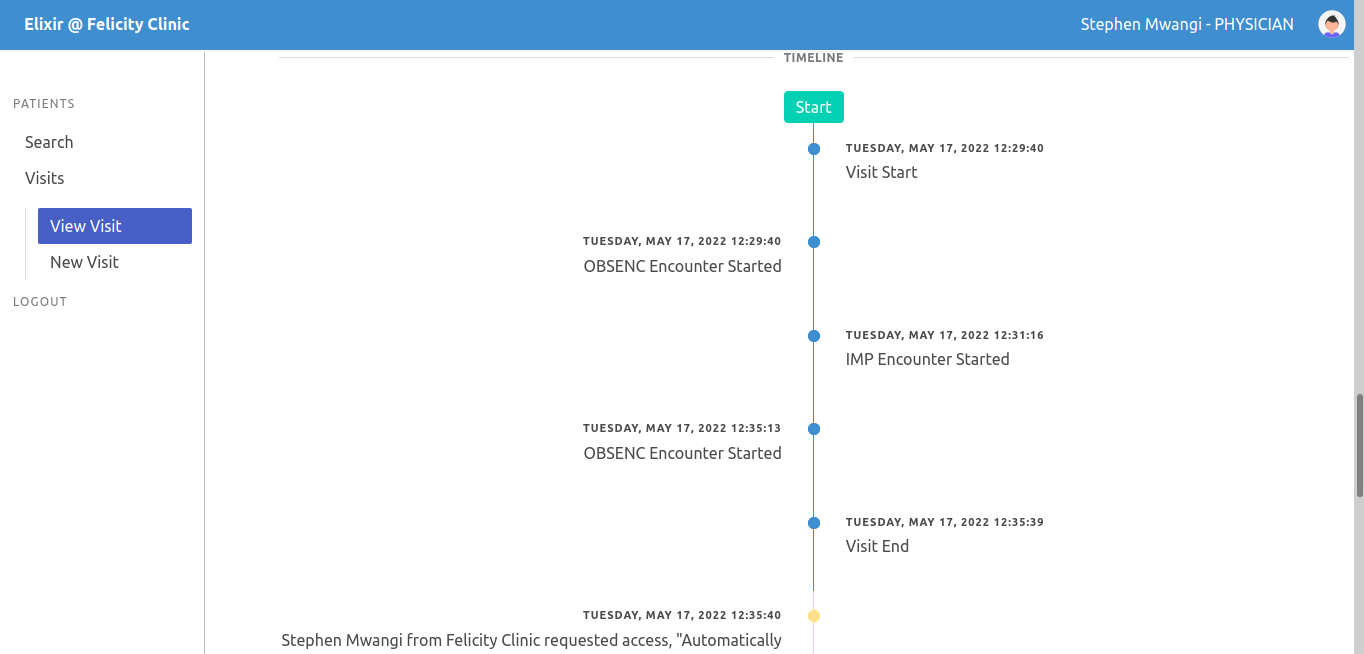 Elixir @ Felicity Clinic
Stephen Mwangi - PHYSICIAN
PATIENTS
Search
Visits
View Visit
New Visit
LOGOUT
TIMELINE
Start
TUESDAY, MAY 17, 2022 12:29:40
Visit Start
TUESDAY, MAY 17, 2022 12:29:40
OBSENC Encounter Started
TUESDAY, MAY 17, 2022 12:31:16
IMP Encounter Started
TUESDAY, MAY 17, 2022 12:35:13
OBSENC Encounter Started
TUESDAY, MAY 17, 2022 12:35:39
Visit End
TUESDAY, MAY 17, 2022 12:35:40
Stephen Mwangi from Felicity Clinic requested access, "Automatically